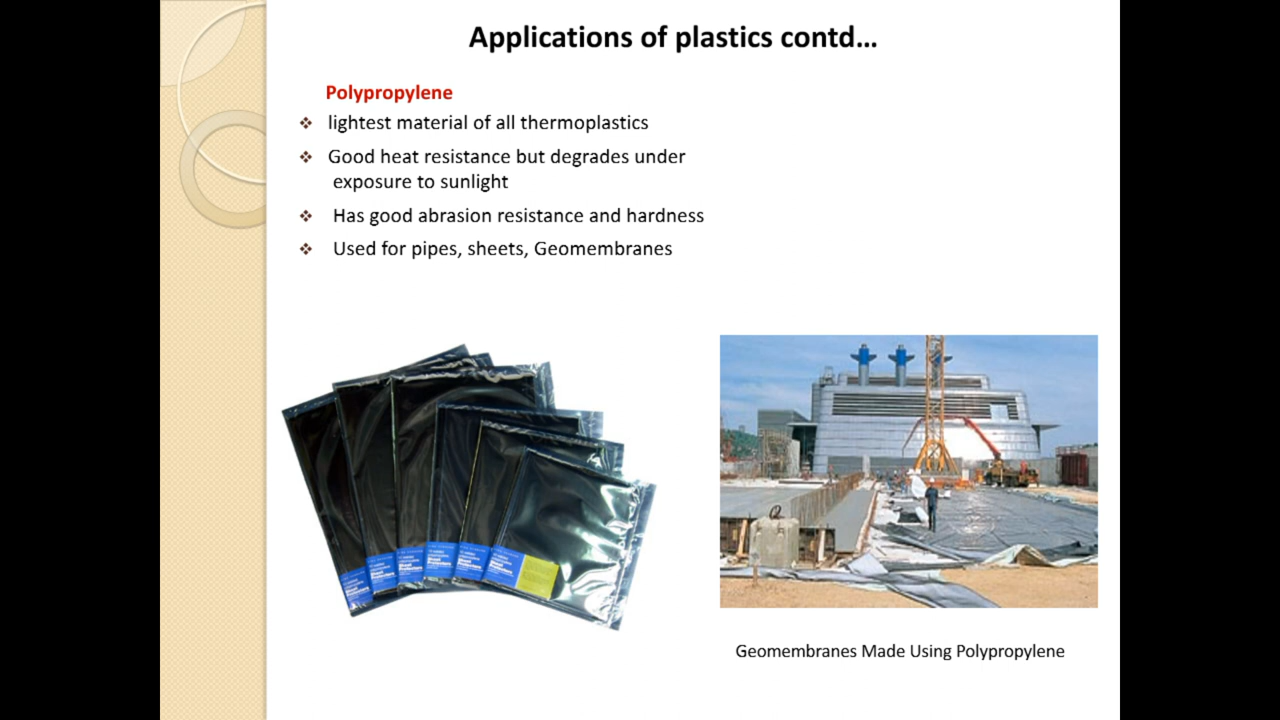 Applications of plastics contd…
Polypropylene
❖ lightest material of all thermoplastics
❖ Good heat resistance but degrades under
exposure to sunlight
❖ Has good abrasion resistance and hardness
❖ Used for pipes, sheets, Geomembranes
Geomembranes Made Using Polypropylene